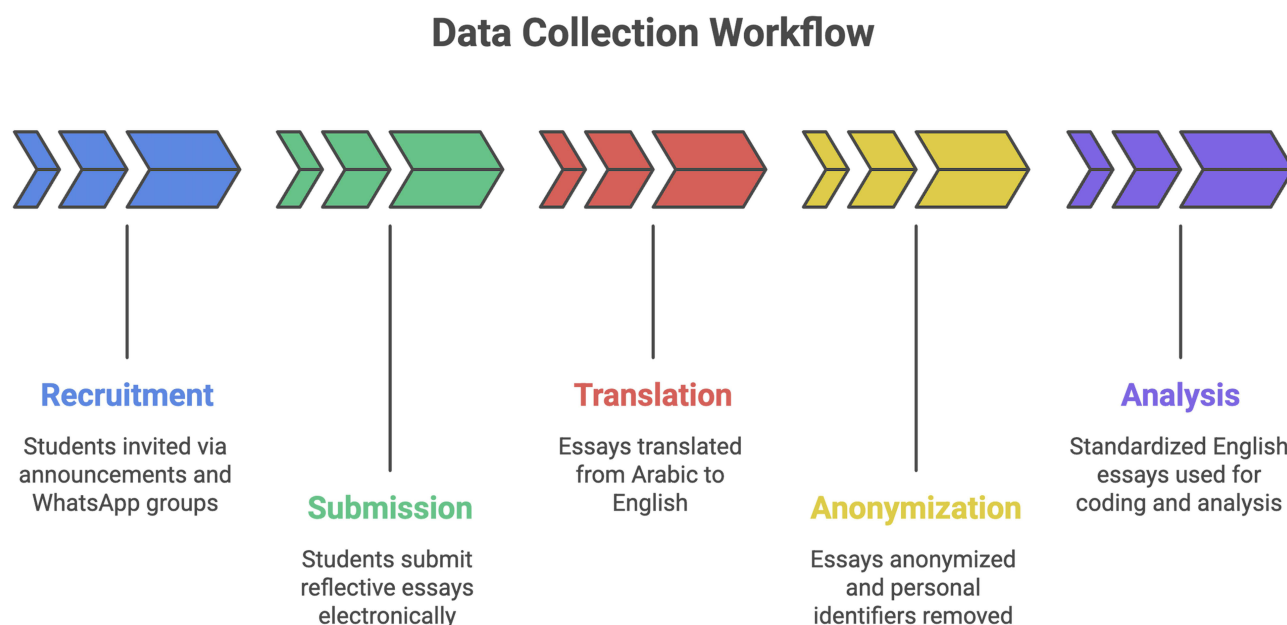 Data Collection Workflow
Recruitment
Students invited via
announcements and
WhatsApp groups
Submission
Students submit
reflective essays
electronically
Translation
Essays translated
from Arabic to
English
Anonymization
Essays anonymized
and personal
identifiers removed
Analysis
Standardized English
essays used for
coding and analysis